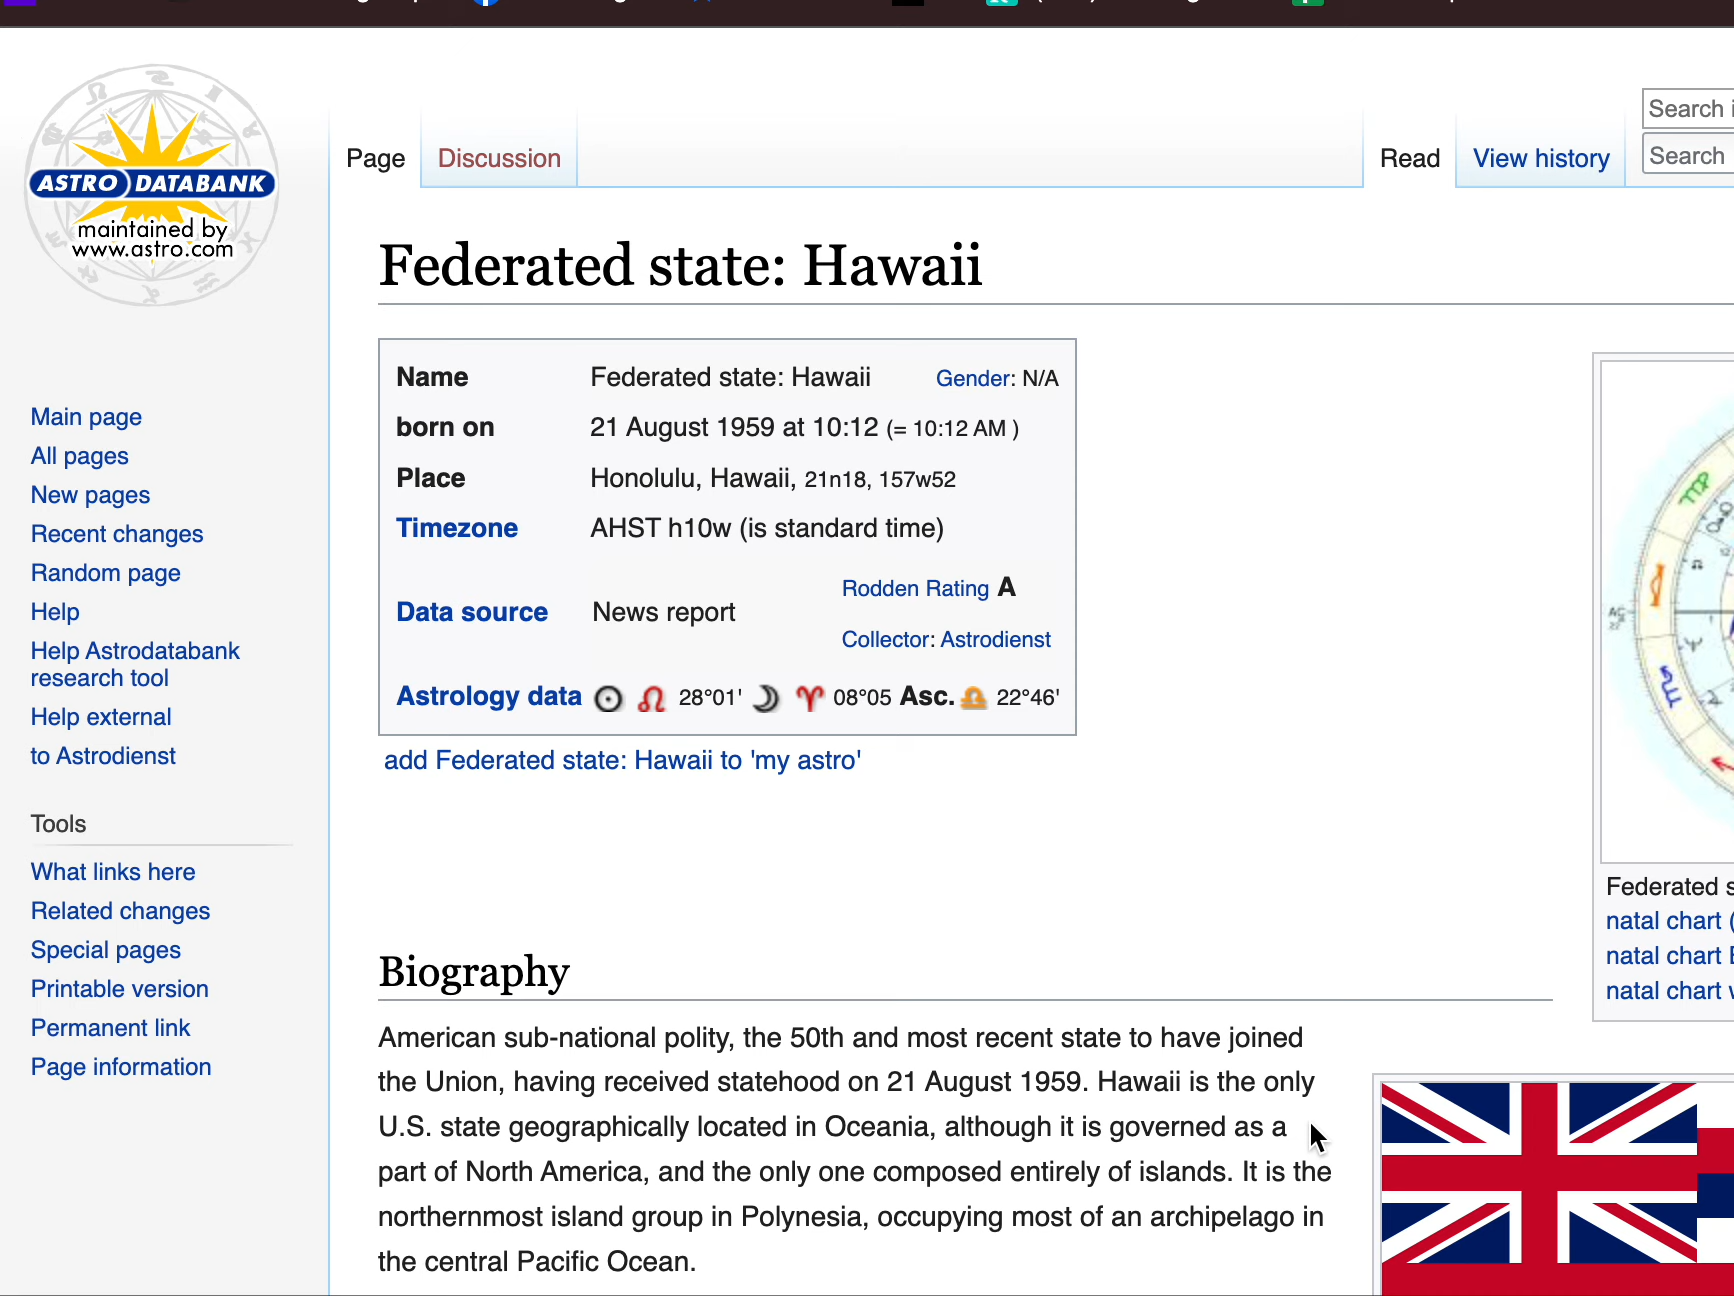 ASTRO DATABANK
maintained by
www.astro.com
Page Discussion Read View history
Search
Search
Federated state: Hawaii
Name Federated state: Hawaii Gender: N/A
born on 21 August 1959 at 10:12 (= 10:12 AM )
Place Honolulu, Hawaii, 21n18, 157w52
Timezone AHST h10w (is standard time)
Data source News report Rodden Rating A
Collector: Astrodienst
Astrology data 28°01' 08°05 Asc. 22°46'
add Federated state: Hawaii to 'my astro'
Main page
All pages
New pages
Recent changes
Random page
Help
Help Astrodatabank
research tool
Help external
to Astrodienst
Tools
What links here
Related changes
Special pages
Printable version
Permanent link
Page information
AC
Federated
natal chart (
natal chart
natal chart
Biography
American sub-national polity, the 50th and most recent state to have joined
the Union, having received statehood on 21 August 1959. Hawaii is the only
U.S. state geographically located in Oceania, although it is governed as a
part of North America, and the only one composed entirely of islands. It is the
northernmost island group in Polynesia, occupying most of an archipelago in
the central Pacific Ocean.